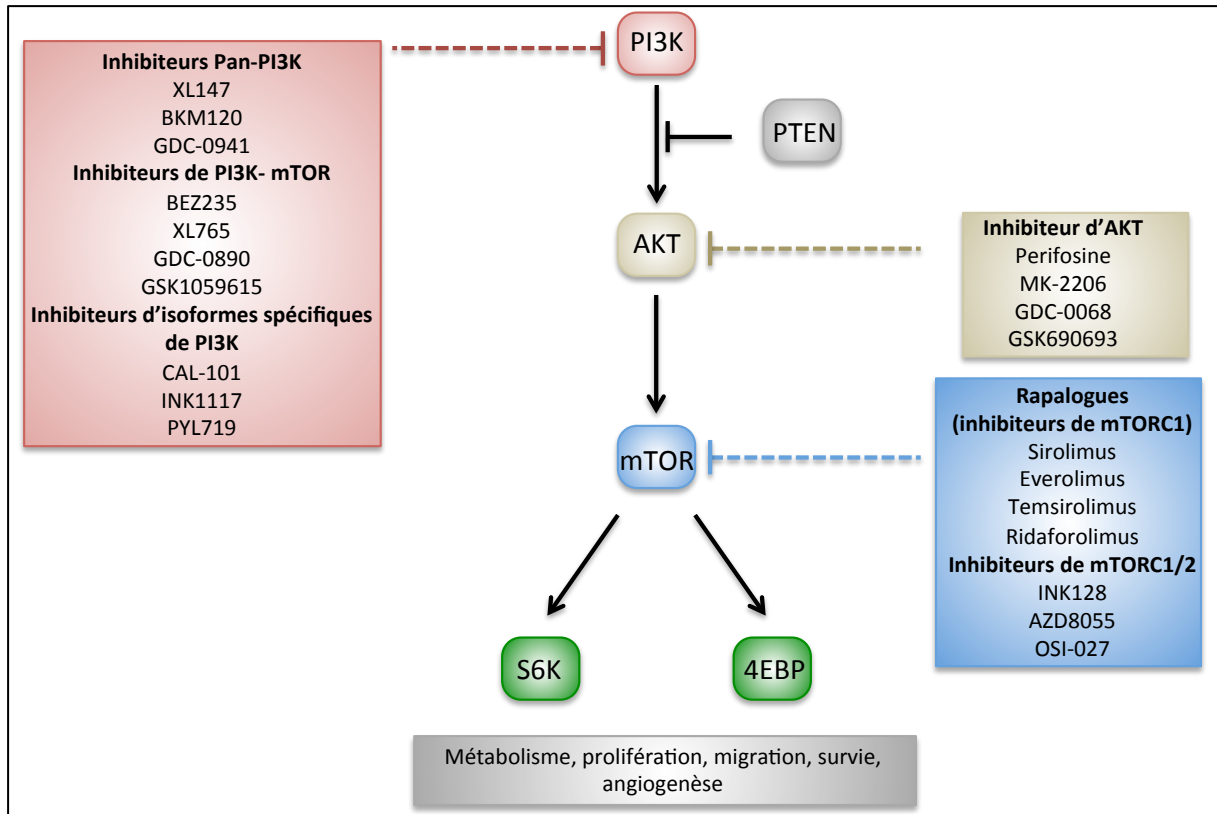 Inhibiteurs Pan-PI3K
XL147
BKM120
GDC-0941
Inhibiteurs de PI3K- mTOR
BEZ235
XL765
GDC-0890
GSK1059615
Inhibiteurs d’isoformes spécifiques
de PI3K
CAL-101
INK1117
PYL719
PI3K
PTEN
AKT
Inhibiteur d’AKT
Perifosine
MK-2206
GDC-0068
GSK690693
mTOR
Rapalogues
(inhibiteurs de mTORC1)
Sirolimus
Everolimus
Temsirolimus
Ridaforolimus
Inhibiteurs de mTORC1/2
INK128
AZD8055
OSI-027
S6K
4EBP
Métabolisme, prolifération, migration, survie,
angiogenèse